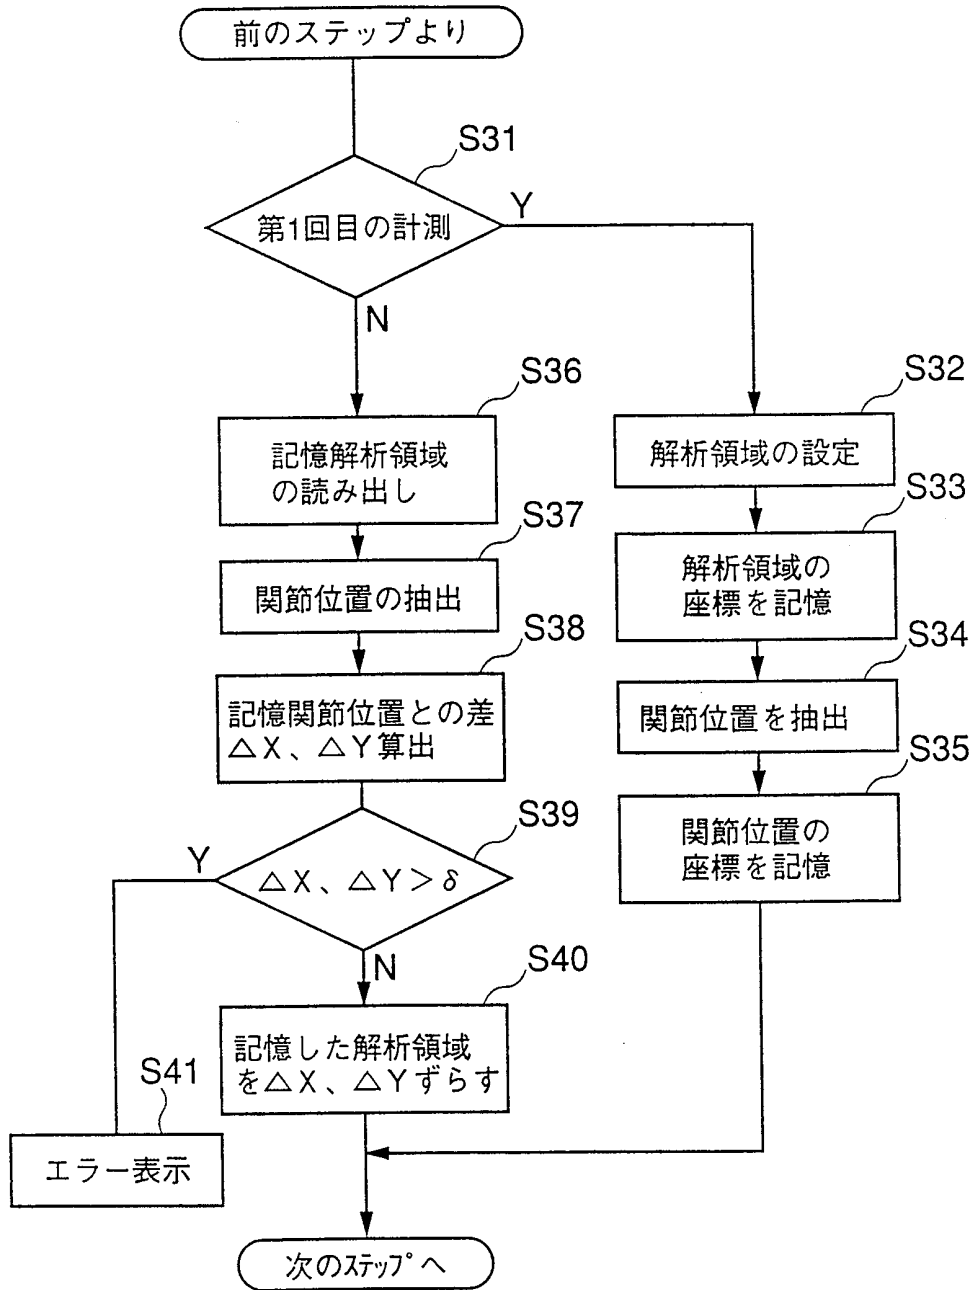 前のステップより
S31
第1回目の計測
Y
N
S36
記憶解析領域
の読み出し
S37
関節位置の抽出
S38
記憶関節位置との差
△X、△Y算出
S39
△X、△Y>δ
Y
N
S40
記憶した解析領域
を△X、△Yずらす
S41
エラー表示
S32
解析領域の設定
S33
解析領域の
座標を記憶
S34
関節位置を抽出
S35
関節位置の
座標を記憶
次のステップへ